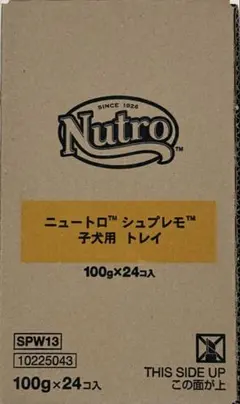 SINCE 1926
Nutro™
ニュートロ™ シュプレモ™
子犬用 トレイ
100g×24コ入
SPW13
10225043
100g×24コ入
THIS SIDE UP
この面が上